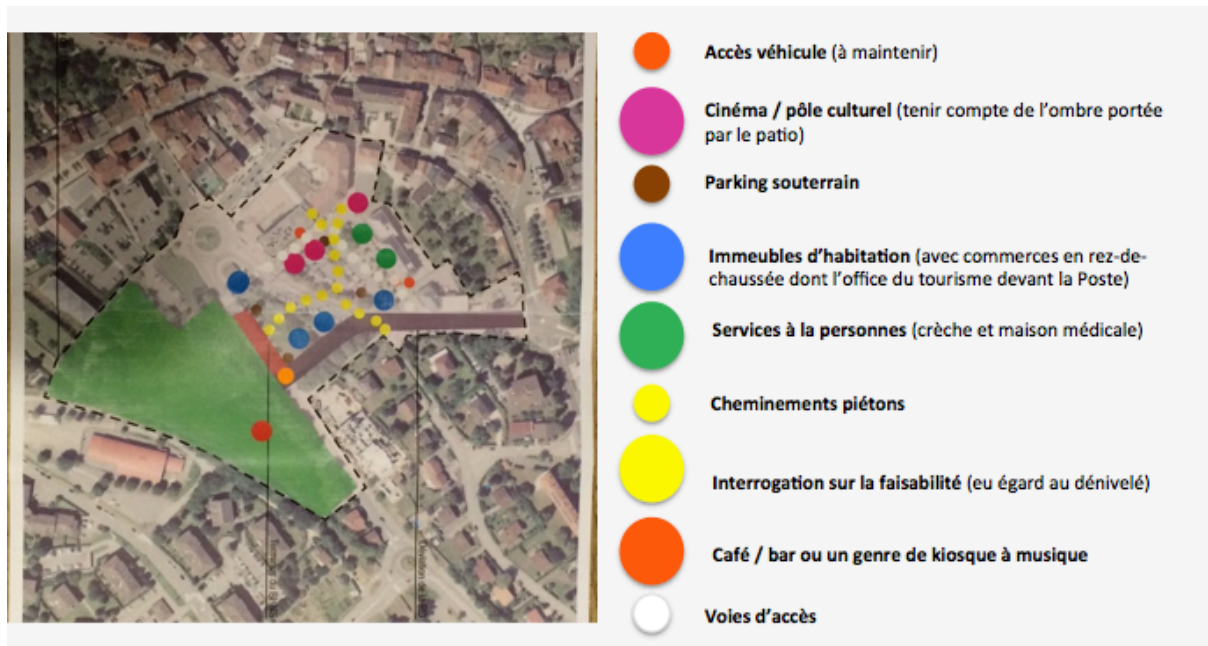 Accès véhicule (à maintenir)
Cinéma / pôle culturel (tenir compte de l’ombre portée
par le patio)
Parking souterrain
Immeubles d’habitation (avec commerces en rez-de-
chaussée dont l’office du tourisme devant la Poste)
Services à la personnes (crèche et maison médicale)
Cheminements piétons
Interrogation sur la faisabilité (eu égard au dénivelé)
Café / bar ou un genre de kiosque à musique
Voies d’accès